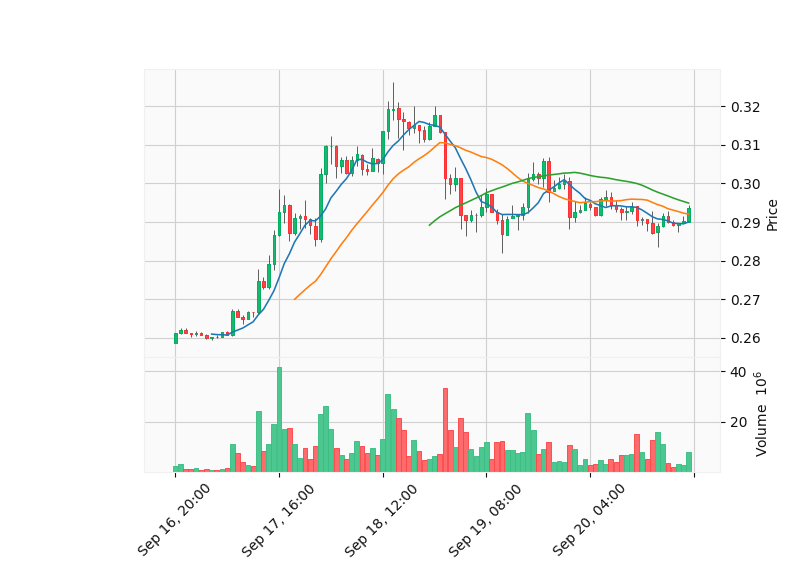 0.32
0.31
0.30
0.29
0.28
0.27
0.26
Price
40
20
Volume 10⁶
Sep 16, 20:00
Sep 17, 16:00
Sep 18, 12:00
Sep 19, 08:00
Sep 20, 04:00